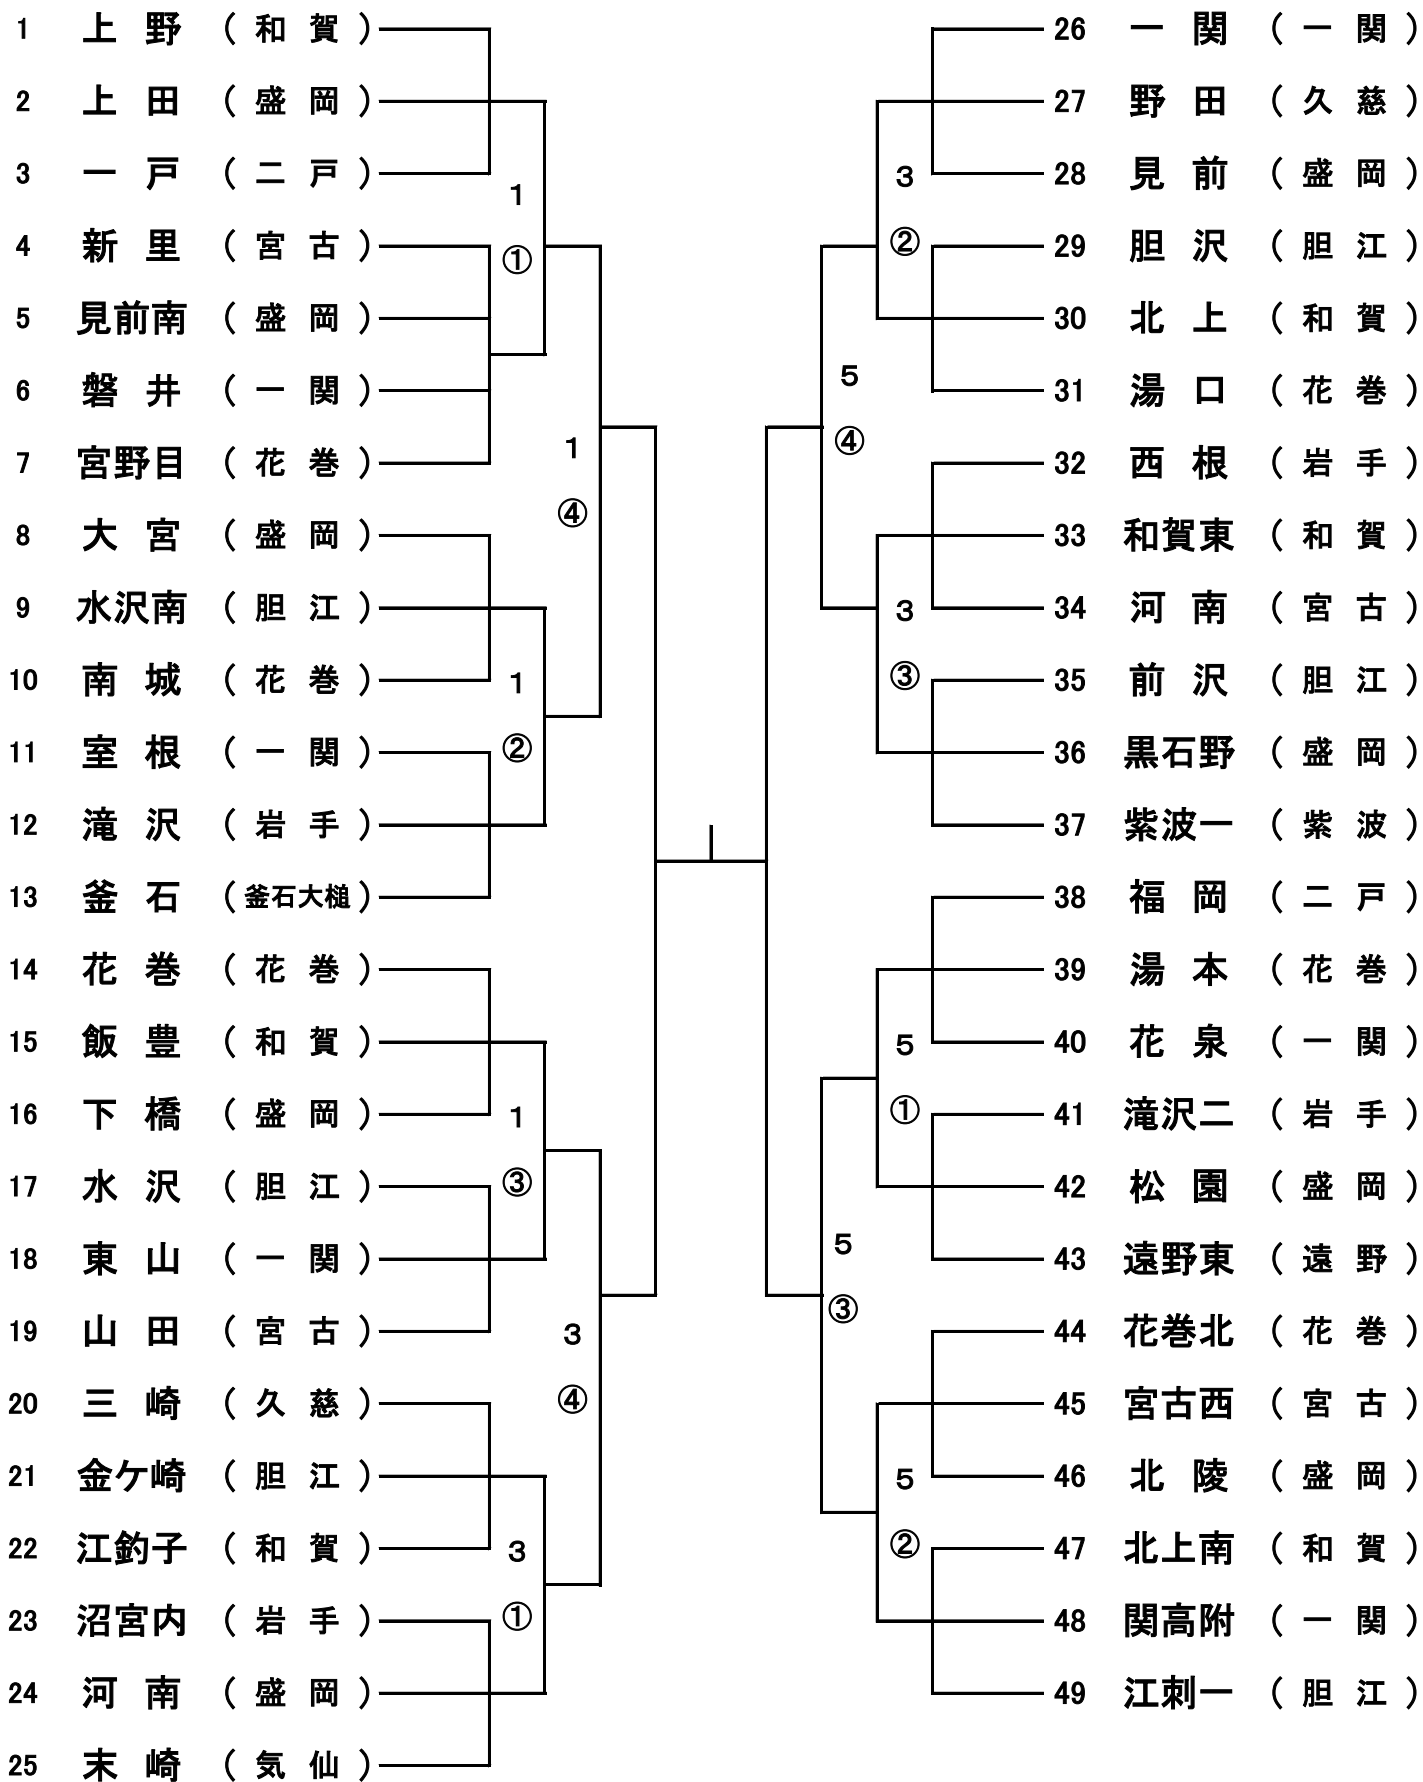 1 上野 （和賀）
2 上田 （盛岡）
3 一戸 （二戸）
4 新里 （宮古）
5 見前南 （盛岡）
6 磐井 （一関）
7 宮野目 （花巻）
8 大宮 （盛岡）
9 水沢南 （胆江）
10 南城 （花巻）
11 室根 （一関）
12 滝沢 （岩手）
13 釜石 （釜石大槌）
14 花巻 （花巻）
15 飯豊 （和賀）
16 下橋 （盛岡）
17 水沢 （胆江）
18 東山 （一関）
19 山田 （宮古）
20 三崎 （久慈）
21 金ケ崎 （胆江）
22 江釣子 （和賀）
23 沼宮内 （岩手）
24 河南 （盛岡）
25 末崎 （気仙）
1
①
1
④
1
②
1
③
3
④
3
①
3
②
5
④
3
③
5
①
5
③
5
②
26 一関 （一関）
27 野田 （久慈）
28 見前 （盛岡）
29 胆沢 （胆江）
30 北上 （和賀）
31 湯口 （花巻）
32 西根 （岩手）
33 和賀東 （和賀）
34 河南 （宮古）
35 前沢 （胆江）
36 黒石野 （盛岡）
37 紫波一 （紫波）
38 福岡 （二戸）
39 湯本 （花巻）
40 花泉 （一関）
41 滝沢二 （岩手）
42 松園 （盛岡）
43 遠野東 （遠野）
44 花巻北 （花巻）
45 宮古西 （宮古）
46 北陵 （盛岡）
47 北上南 （和賀）
48 関高附 （一関）
49 江刺一 （胆江）